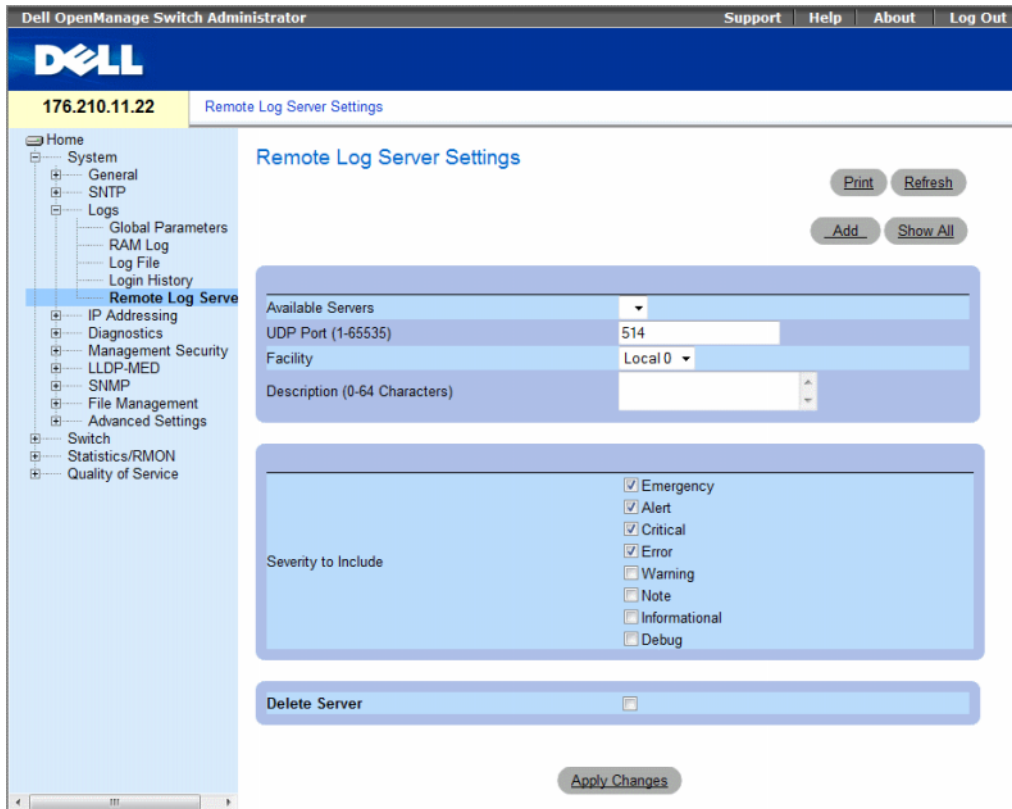 Dell OpenManage Switch Administrator
Support Help About Log Out
DELL
176.210.11.22
Remote Log Server Settings
Home
System
General
SNTP
Logs
Global Parameters
RAM Log
Log File
Login History
Remote Log Serve
IP Addressing
Diagnostics
Management Security
LLDP-MED
SNMP
File Management
Advanced Settings
Switch
Statistics/RMON
Quality of Service
Remote Log Server Settings
Print Refresh
Add Show All
Available Servers
UDP Port (1-65535) 514
Facility Local 0
Description (0-64 Characters)
Severity to Include
Emergency
Alert
Critical
Error
Warning
Note
Informational
Debug
Delete Server
Apply Changes